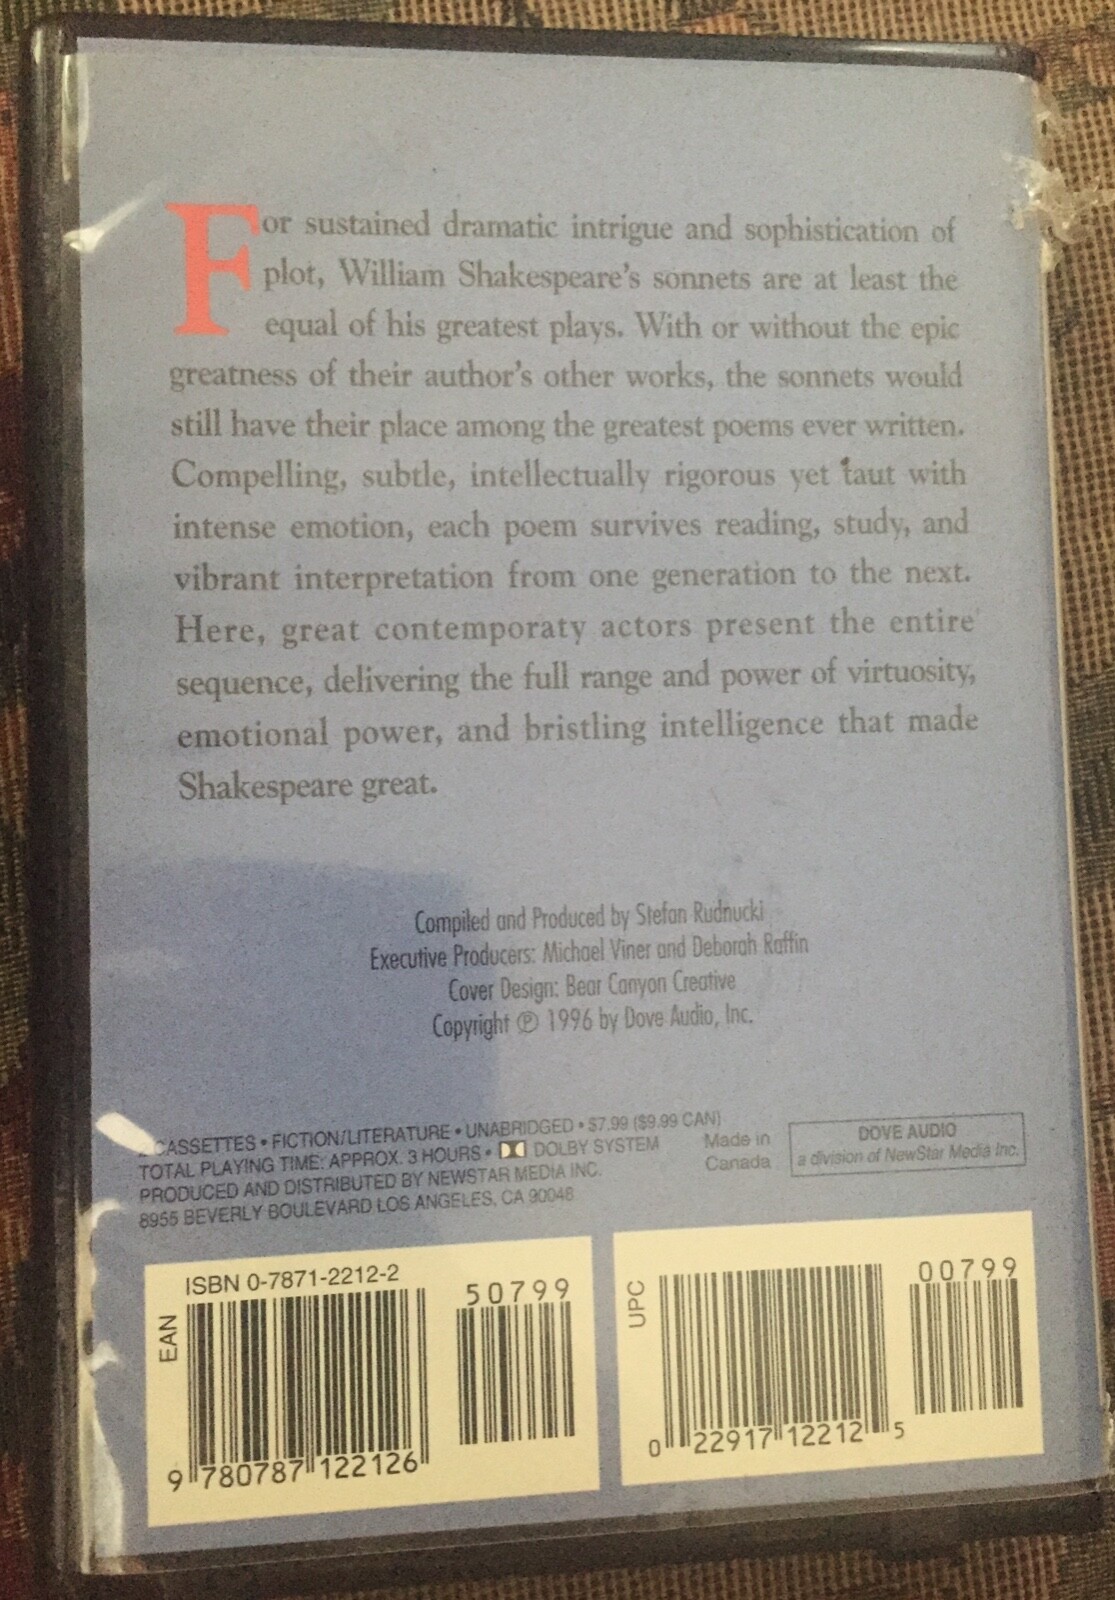 For sustained dramatic intrigue and sophistication of
plot, William Shakespeare's sonnets are at least the
equal of his greatest plays. With or without the epic
greatness of their author's other works, the sonnets would
still have their place among the greatest poems ever written.
Compelling, subtle, intellectually rigorous yet taut with
intense emotion, each poem survives reading, study, and
vibrant interpretation from one generation to the next.
Here, great contemporaty actors present the entire
sequence, delivering the full range and power of virtuosity,
emotional power, and bristling intelligence that made
Shakespeare great.
Compiled and Produced by Stefan Rudnucki
Executive Producers: Michael Viner and Deborah Raffin
Cover Design: Bear Canyon Creative
Copyright ℗ 1996 by Dove Audio, Inc.
CASSETTES • FICTION/LITERATURE • UNABRIDGED • $7.99 ($9.99 CAN)
TOTAL PLAYING TIME: APPROX. 3 HOURS • DOLBY SYSTEM
PRODUCED AND DISTRIBUTED BY NEWSTAR MEDIA INC.
8955 BEVERLY BOULEVARD LOS ANGELES, CA 90048
Made in
Canada
DOVE AUDIO
a division of NewStar Media Inc.
ISBN 0-7871-2212-2
50799
EAN
9 780787 122126
UPC
00799
0 22917 12212 5